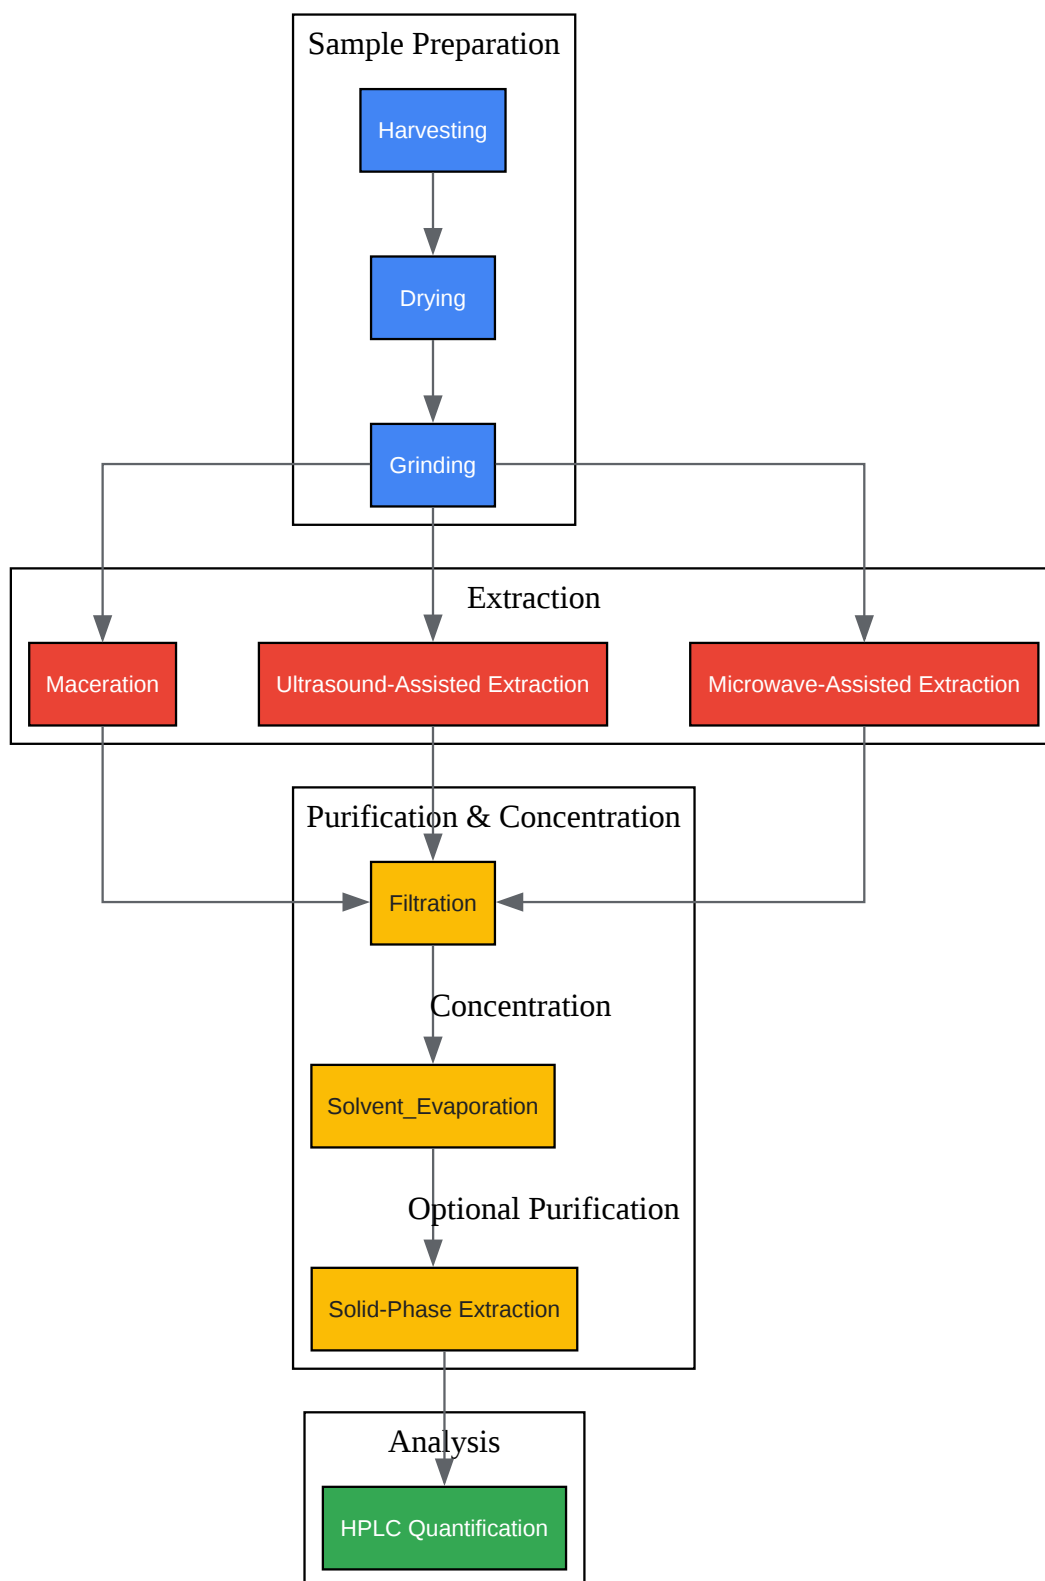 Sample Preparation
Harvesting
Drying
Grinding
Extraction
Maceration
Ultrasound-Assisted Extraction
Microwave-Assisted Extraction
Purification & Concentration
Filtration
Concentration
Solvent_Evaporation
Optional Purification
Solid-Phase Extraction
Analysis
HPLC Quantification